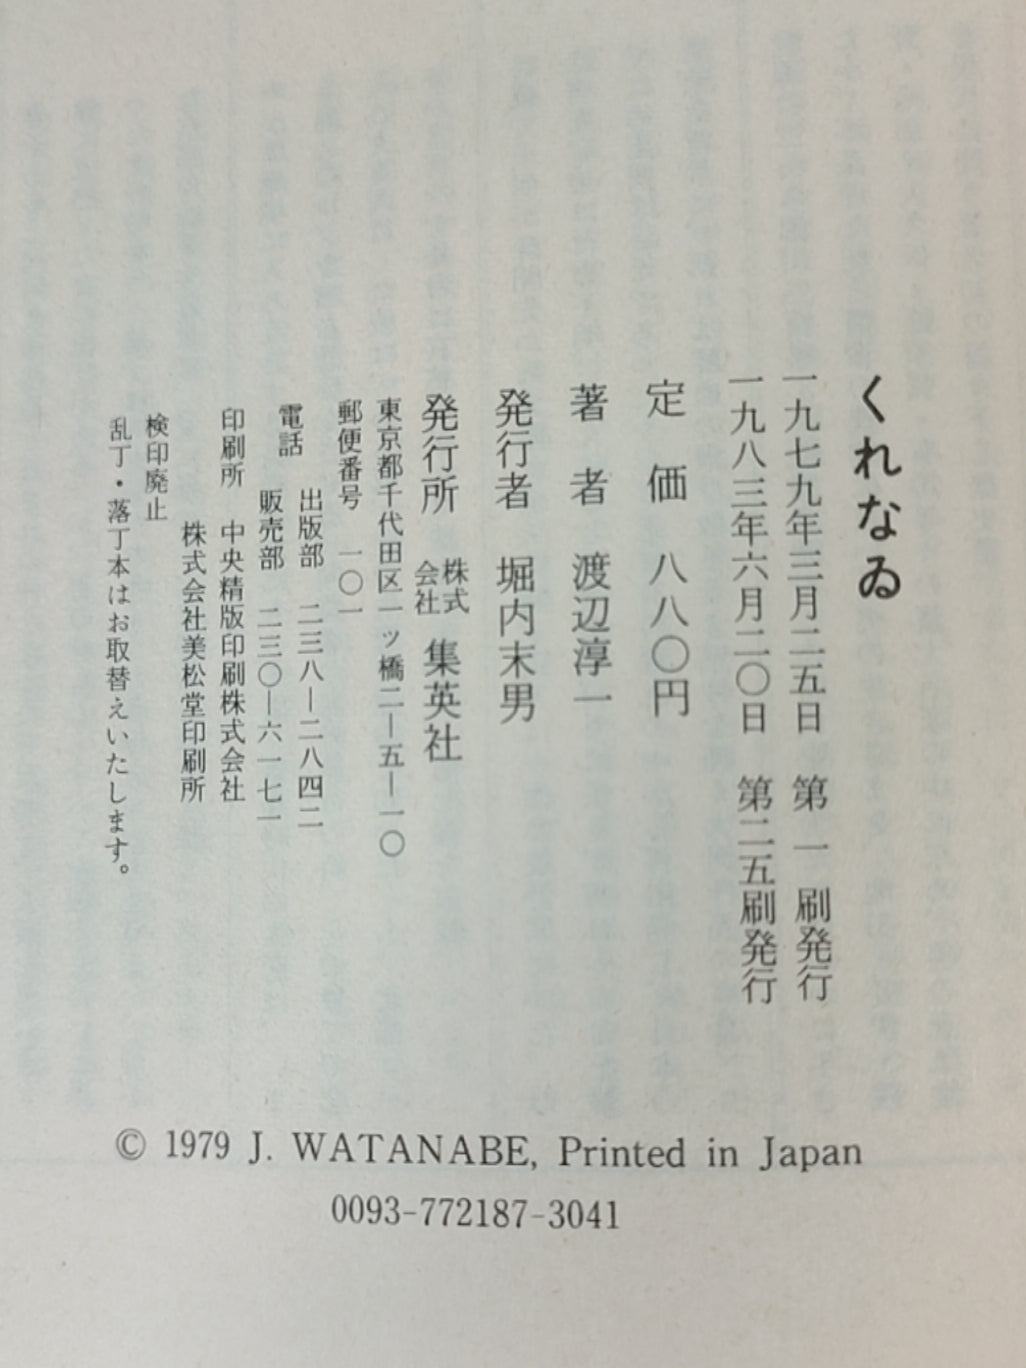 くれなゐ
一九七九年三月二五日　第一刷発行
一九八三年六月二〇日　第二五刷発行
定価　八八〇円
著者　渡辺淳一
発行者　堀内末男
発行所　株式会社　集英社
東京都千代田区一ッ橋二―五―一〇
郵便番号　一〇一
電話　出版部　二三八―二八四二
販売部　二三〇―六一七一
印刷所　中央精版印刷株式会社
株式会社美松堂印刷所
検印廃止
乱丁・落丁本はお取替えいたします。
© 1979 J. WATANABE, Printed in Japan
0093-772187-3041